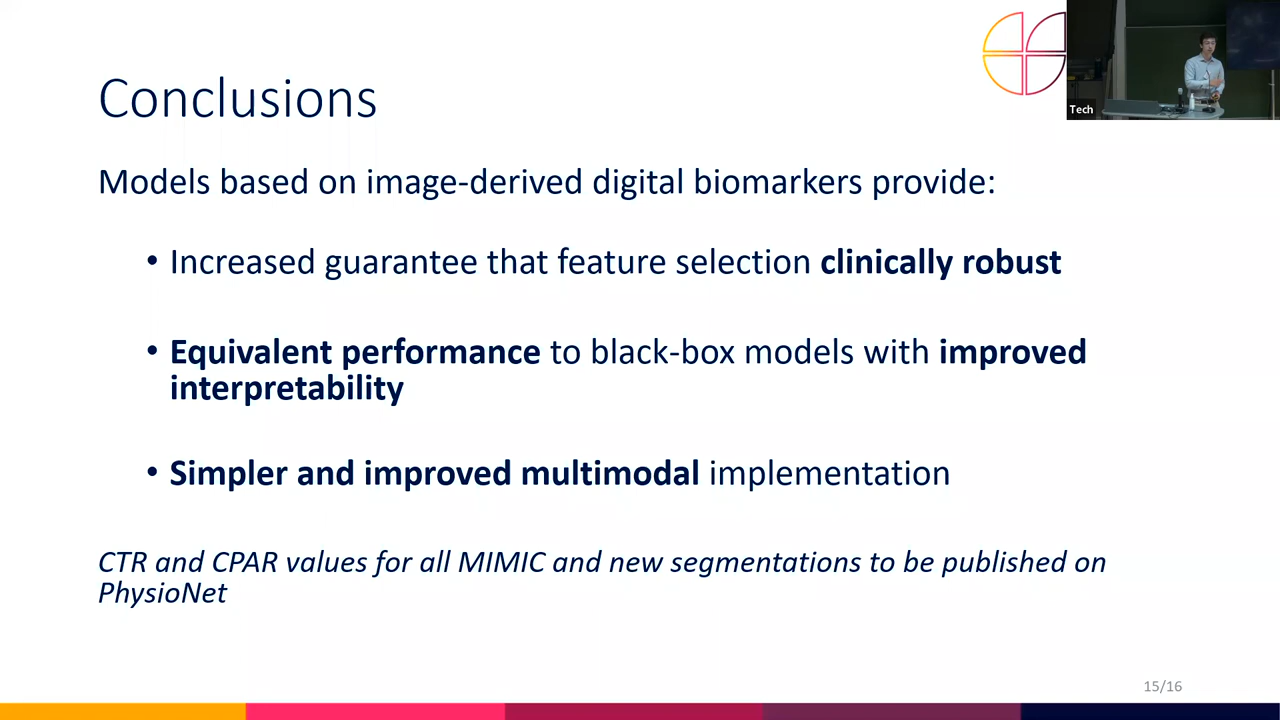 Tech
Conclusions
Models based on image-derived digital biomarkers provide:
• Increased guarantee that feature selection clinically robust
• Equivalent performance to black-box models with improved
interpretability
• Simpler and improved multimodal implementation
CTR and CPAR values for all MIMIC and new segmentations to be published on
PhysioNet
15/16